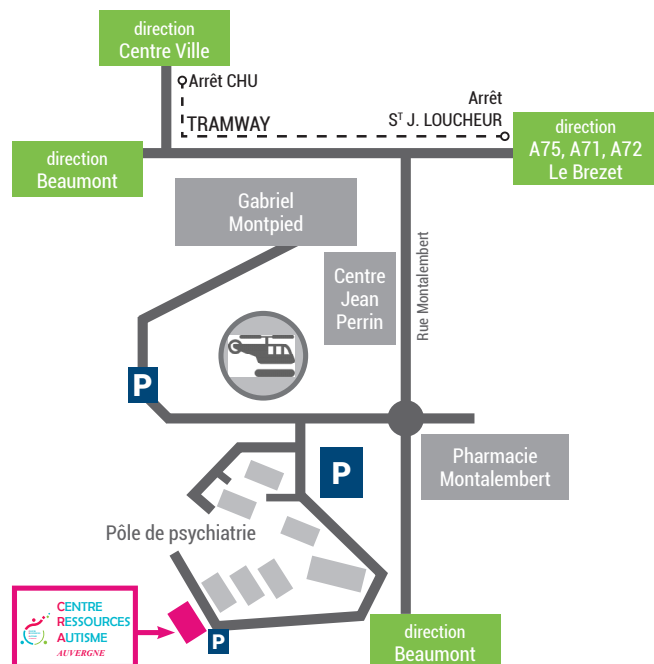 direction
Centre Ville
Arrêt CHU
Arrêt
Sᵀ J. LOUCHEUR
TRAMWAY
direction
A75, A71, A72
Le Brezet
direction
Beaumont
Gabriel
Montpied
Centre
Jean
Perrin
Rue Montalembert
P
P
Pharmacie
Montalembert
Pôle de psychiatrie
CENTRE
RESSOURCES
AUTISME
AUVERGNE
P
direction
Beaumont